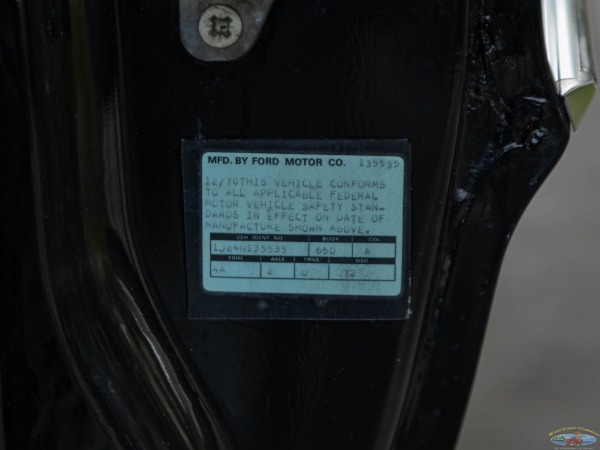 MFD. BY FORD MOTOR CO. 135535
12/70THIS VEHICLE CONFORMS
TO ALL APPLICABLE FEDERAL
MOTOR VEHICLE SAFETY STAN-
DARDS IN EFFECT ON DATE OF
MANUFACTURE SHOWN ABOVE.
VEH IDENT NO BODY COL
1J84N135535 65D A
TRIM AXLE TRNS DSO
4A 2 U 72